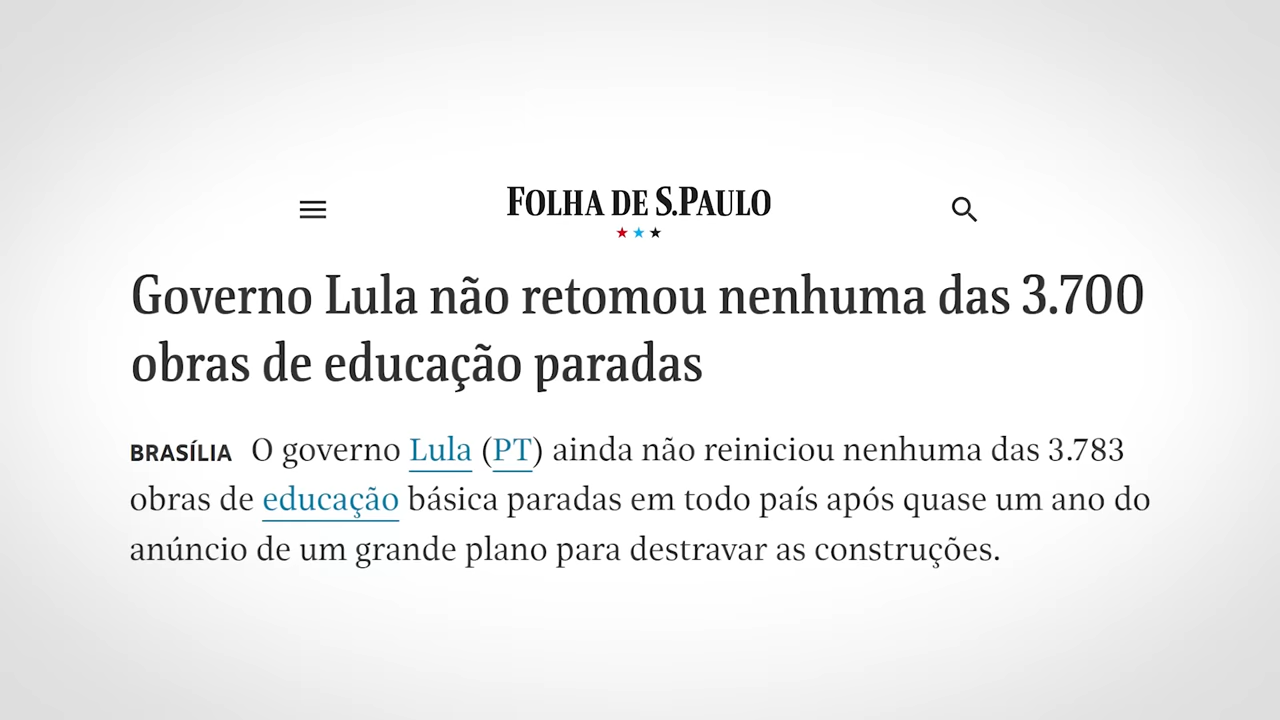 FOLHA DE S.PAULO
Governo Lula não retomou nenhuma das 3.700
obras de educação paradas
BRASÍLIA O governo Lula (PT) ainda não reiniciou nenhuma das 3.783
obras de educação básica paradas em todo país após quase um ano do
anúncio de um grande plano para destravar as construções.